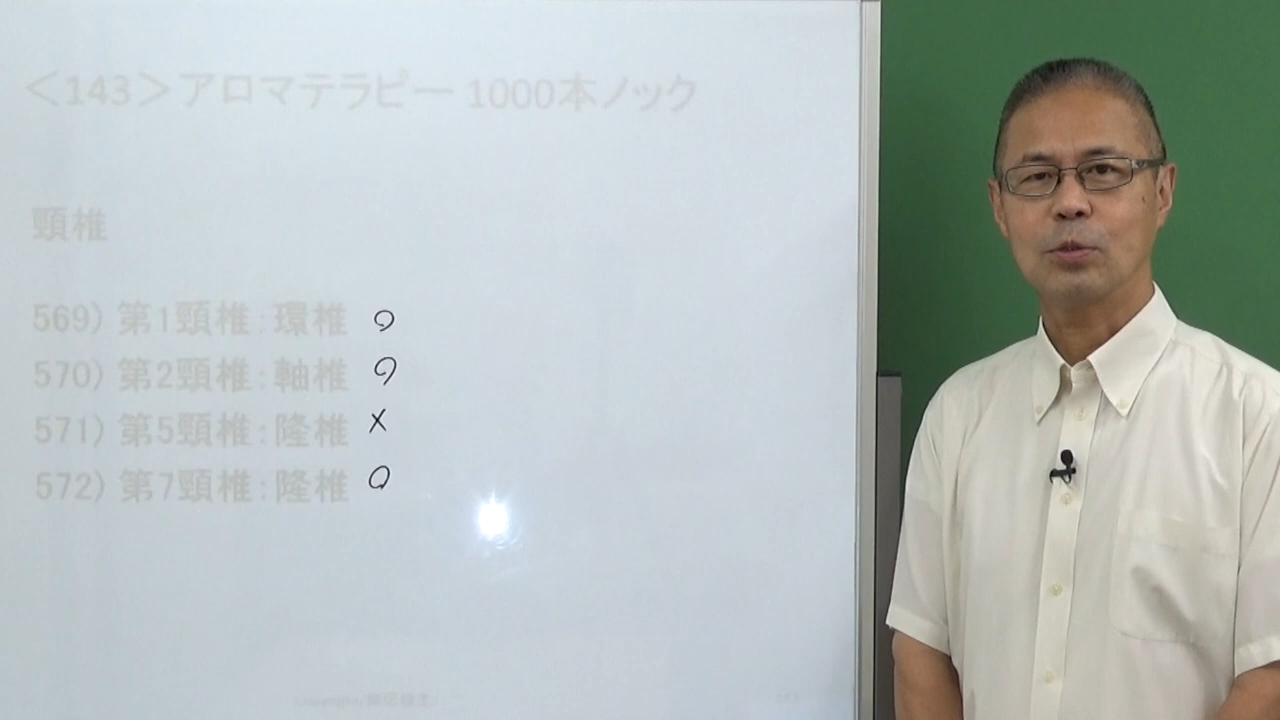 <143>アロマテラピー 1000本ノック
頸椎
569) 第1頸椎:環椎 ○
570) 第2頸椎:軸椎 ○
571) 第5頸椎:隆椎 ×
572) 第7頸椎:隆椎 ○